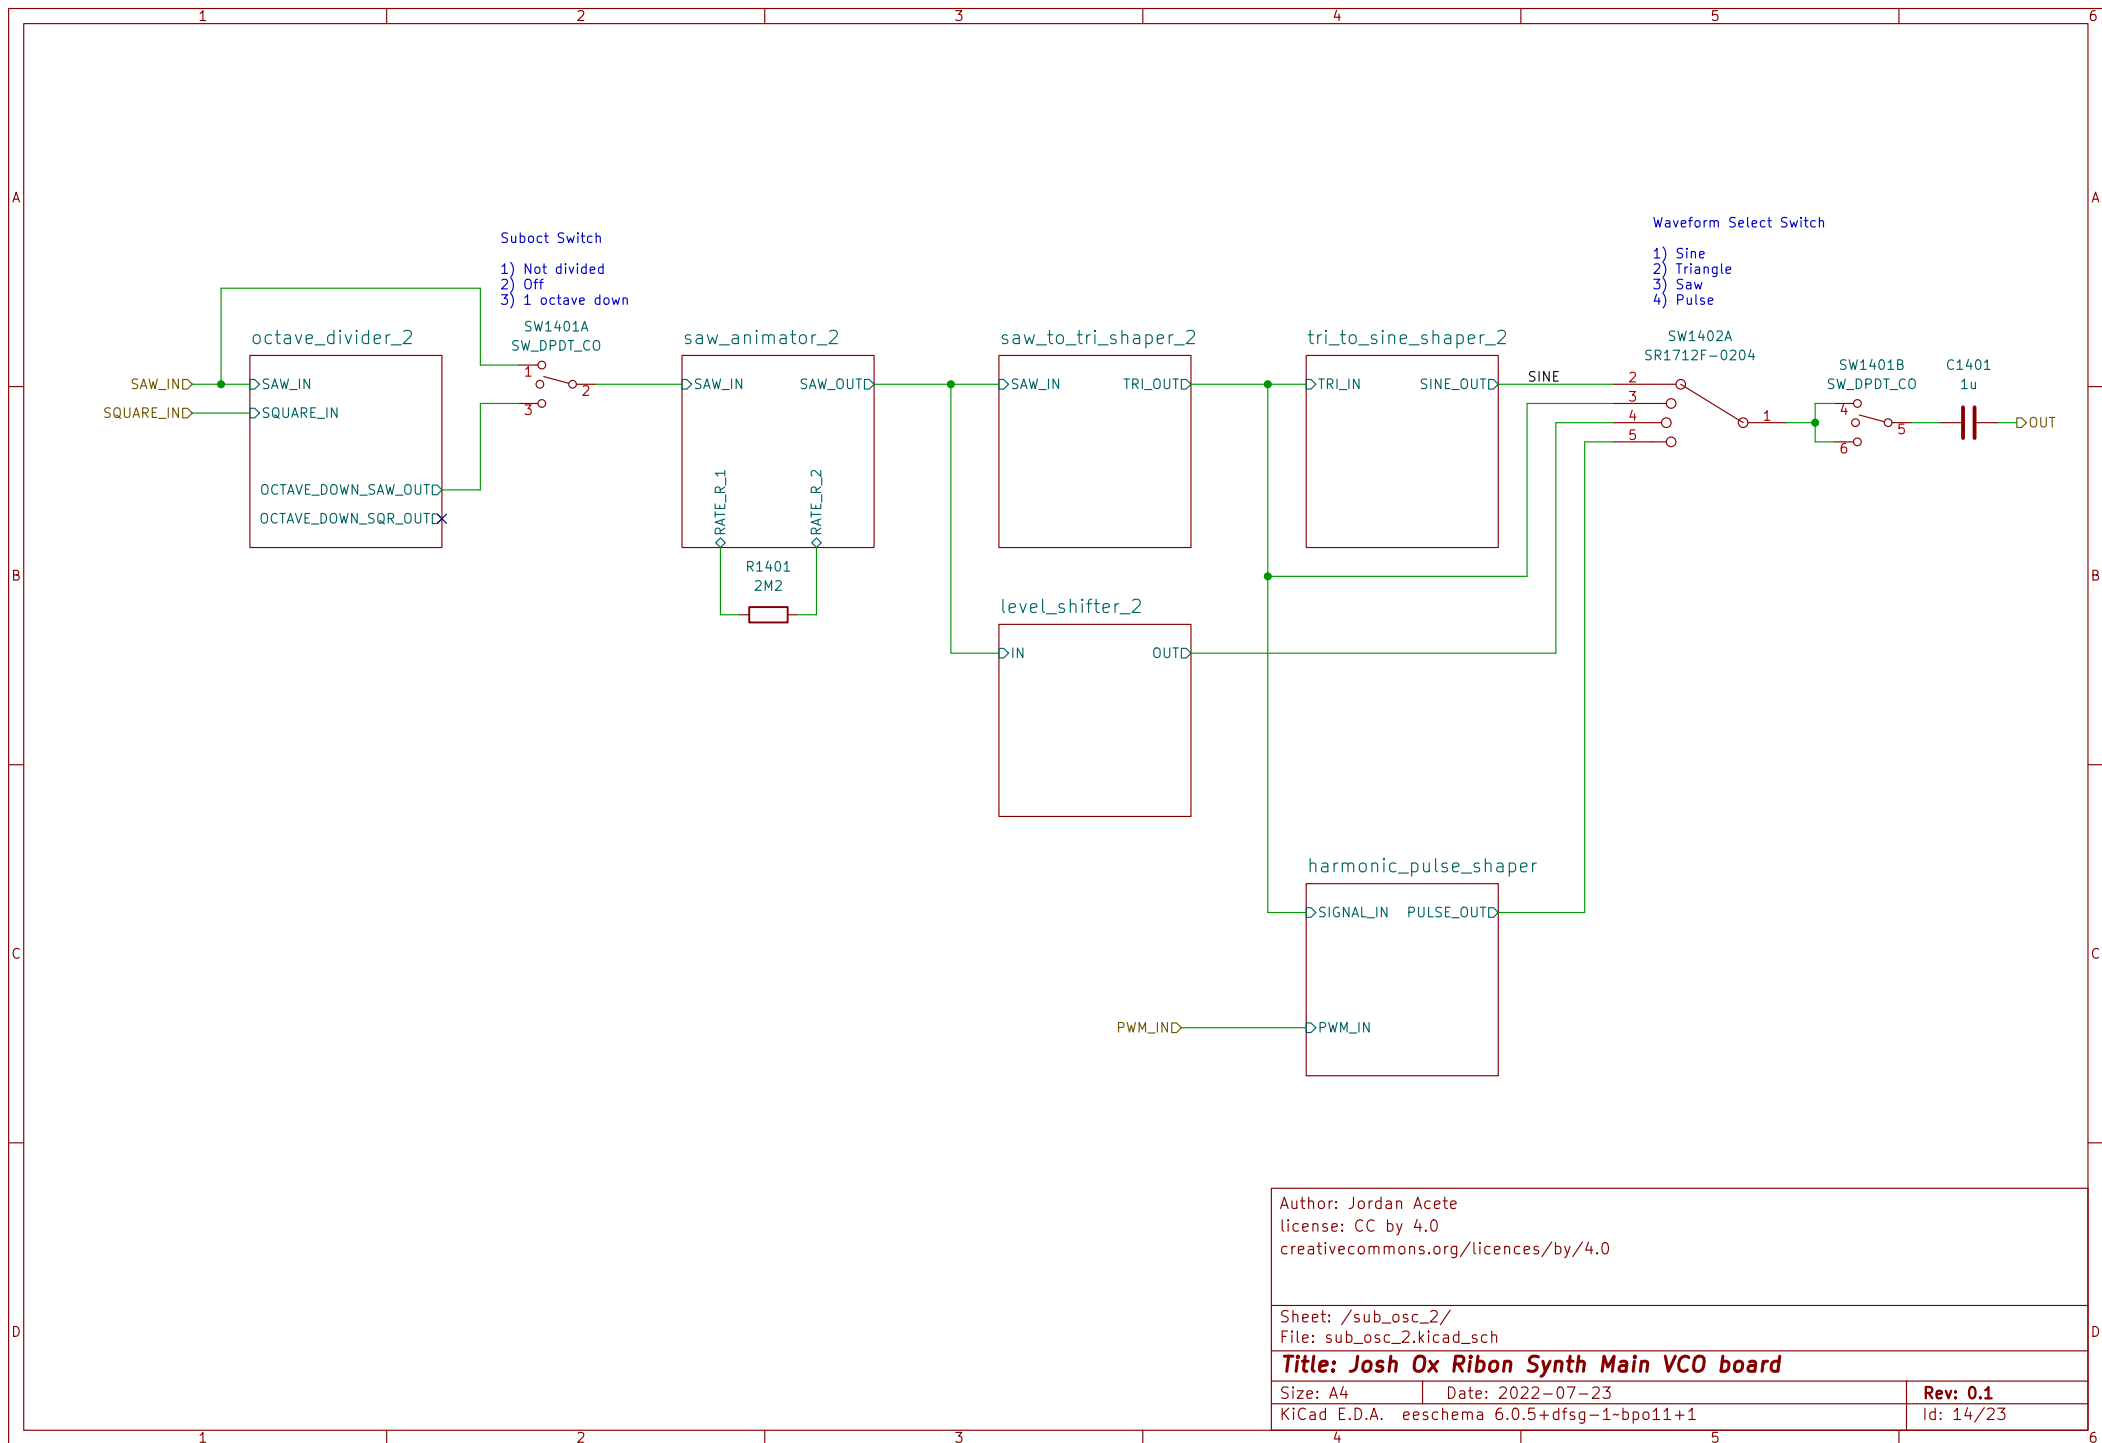 1 2 3 4 5 6
A A
B B
C C
D D
Suboct Switch
1) Not divided
2) Off
3) 1 octave down
Waveform Select Switch
1) Sine
2) Triangle
3) Saw
4) Pulse
SAW_IN
SQUARE_IN
octave_divider_2
SAW_IN
SQUARE_IN
OCTAVE_DOWN_SAW_OUT
OCTAVE_DOWN_SQR_OUT
SW1401A
SW_DPDT_CO
1
2
3
saw_animator_2
SAW_IN SAW_OUT
RATE_R_1
RATE_R_2
R1401
2M2
saw_to_tri_shaper_2
SAW_IN TRI_OUT
level_shifter_2
IN OUT
tri_to_sine_shaper_2
TRI_IN SINE_OUT
SINE
harmonic_pulse_shaper
SIGNAL_IN PULSE_OUT
PWM_IN
PWM_IN
SW1402A
SR1712F-0204
2
3
4
5
1
SW1401B
SW_DPDT_CO
4
5
6
C1401
1u
OUT
Author: Jordan Acete
license: CC by 4.0
creativecommons.org/licences/by/4.0
Sheet: /sub_osc_2/
File: sub_osc_2.kicad_sch
Title: Josh Ox Ribon Synth Main VCO board
Size: A4 Date: 2022-07-23 Rev: 0.1
KiCad E.D.A. eeschema 6.0.5+dfsg-1~bpo11+1 Id: 14/23
1 2 3 4 5 6